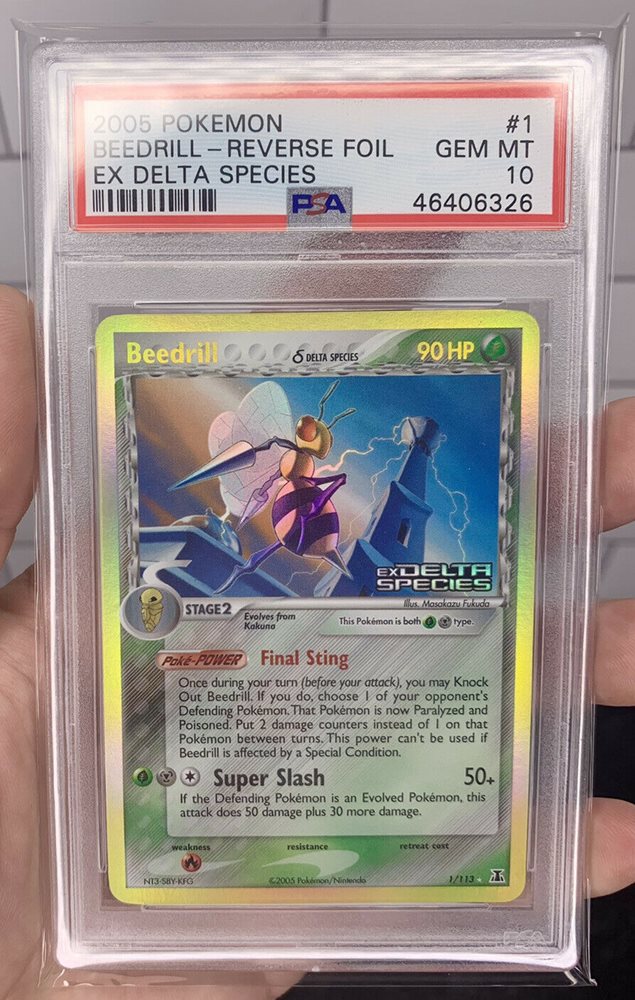 2005 POKEMON #1
BEEDRILL - REVERSE FOIL GEM MT
EX DELTA SPECIES 10
PSA 46406326
Beedrill δ DELTA SPECIES 90 HP
EX DELTA
SPECIES
Illus. Masakazu Fukuda
STAGE 2 Evolves from
Kakuna
This Pokémon is both type.
Poké-POWER Final Sting
Once during your turn (before your attack), you may Knock
Out Beedrill. If you do, choose 1 of your opponent's
Defending Pokémon. That Pokémon is now Paralyzed and
Poisoned. Put 2 damage counters instead of 1 on that
Pokémon between turns. This power can't be used if
Beedrill is affected by a Special Condition.
Super Slash 50+
If the Defending Pokémon is an Evolved Pokémon, this
attack does 50 damage plus 30 more damage.
weakness resistance retreat cost
NT3-SBY-KFG ©2005 Pokémon/Nintendo 1/113 ★
PSA